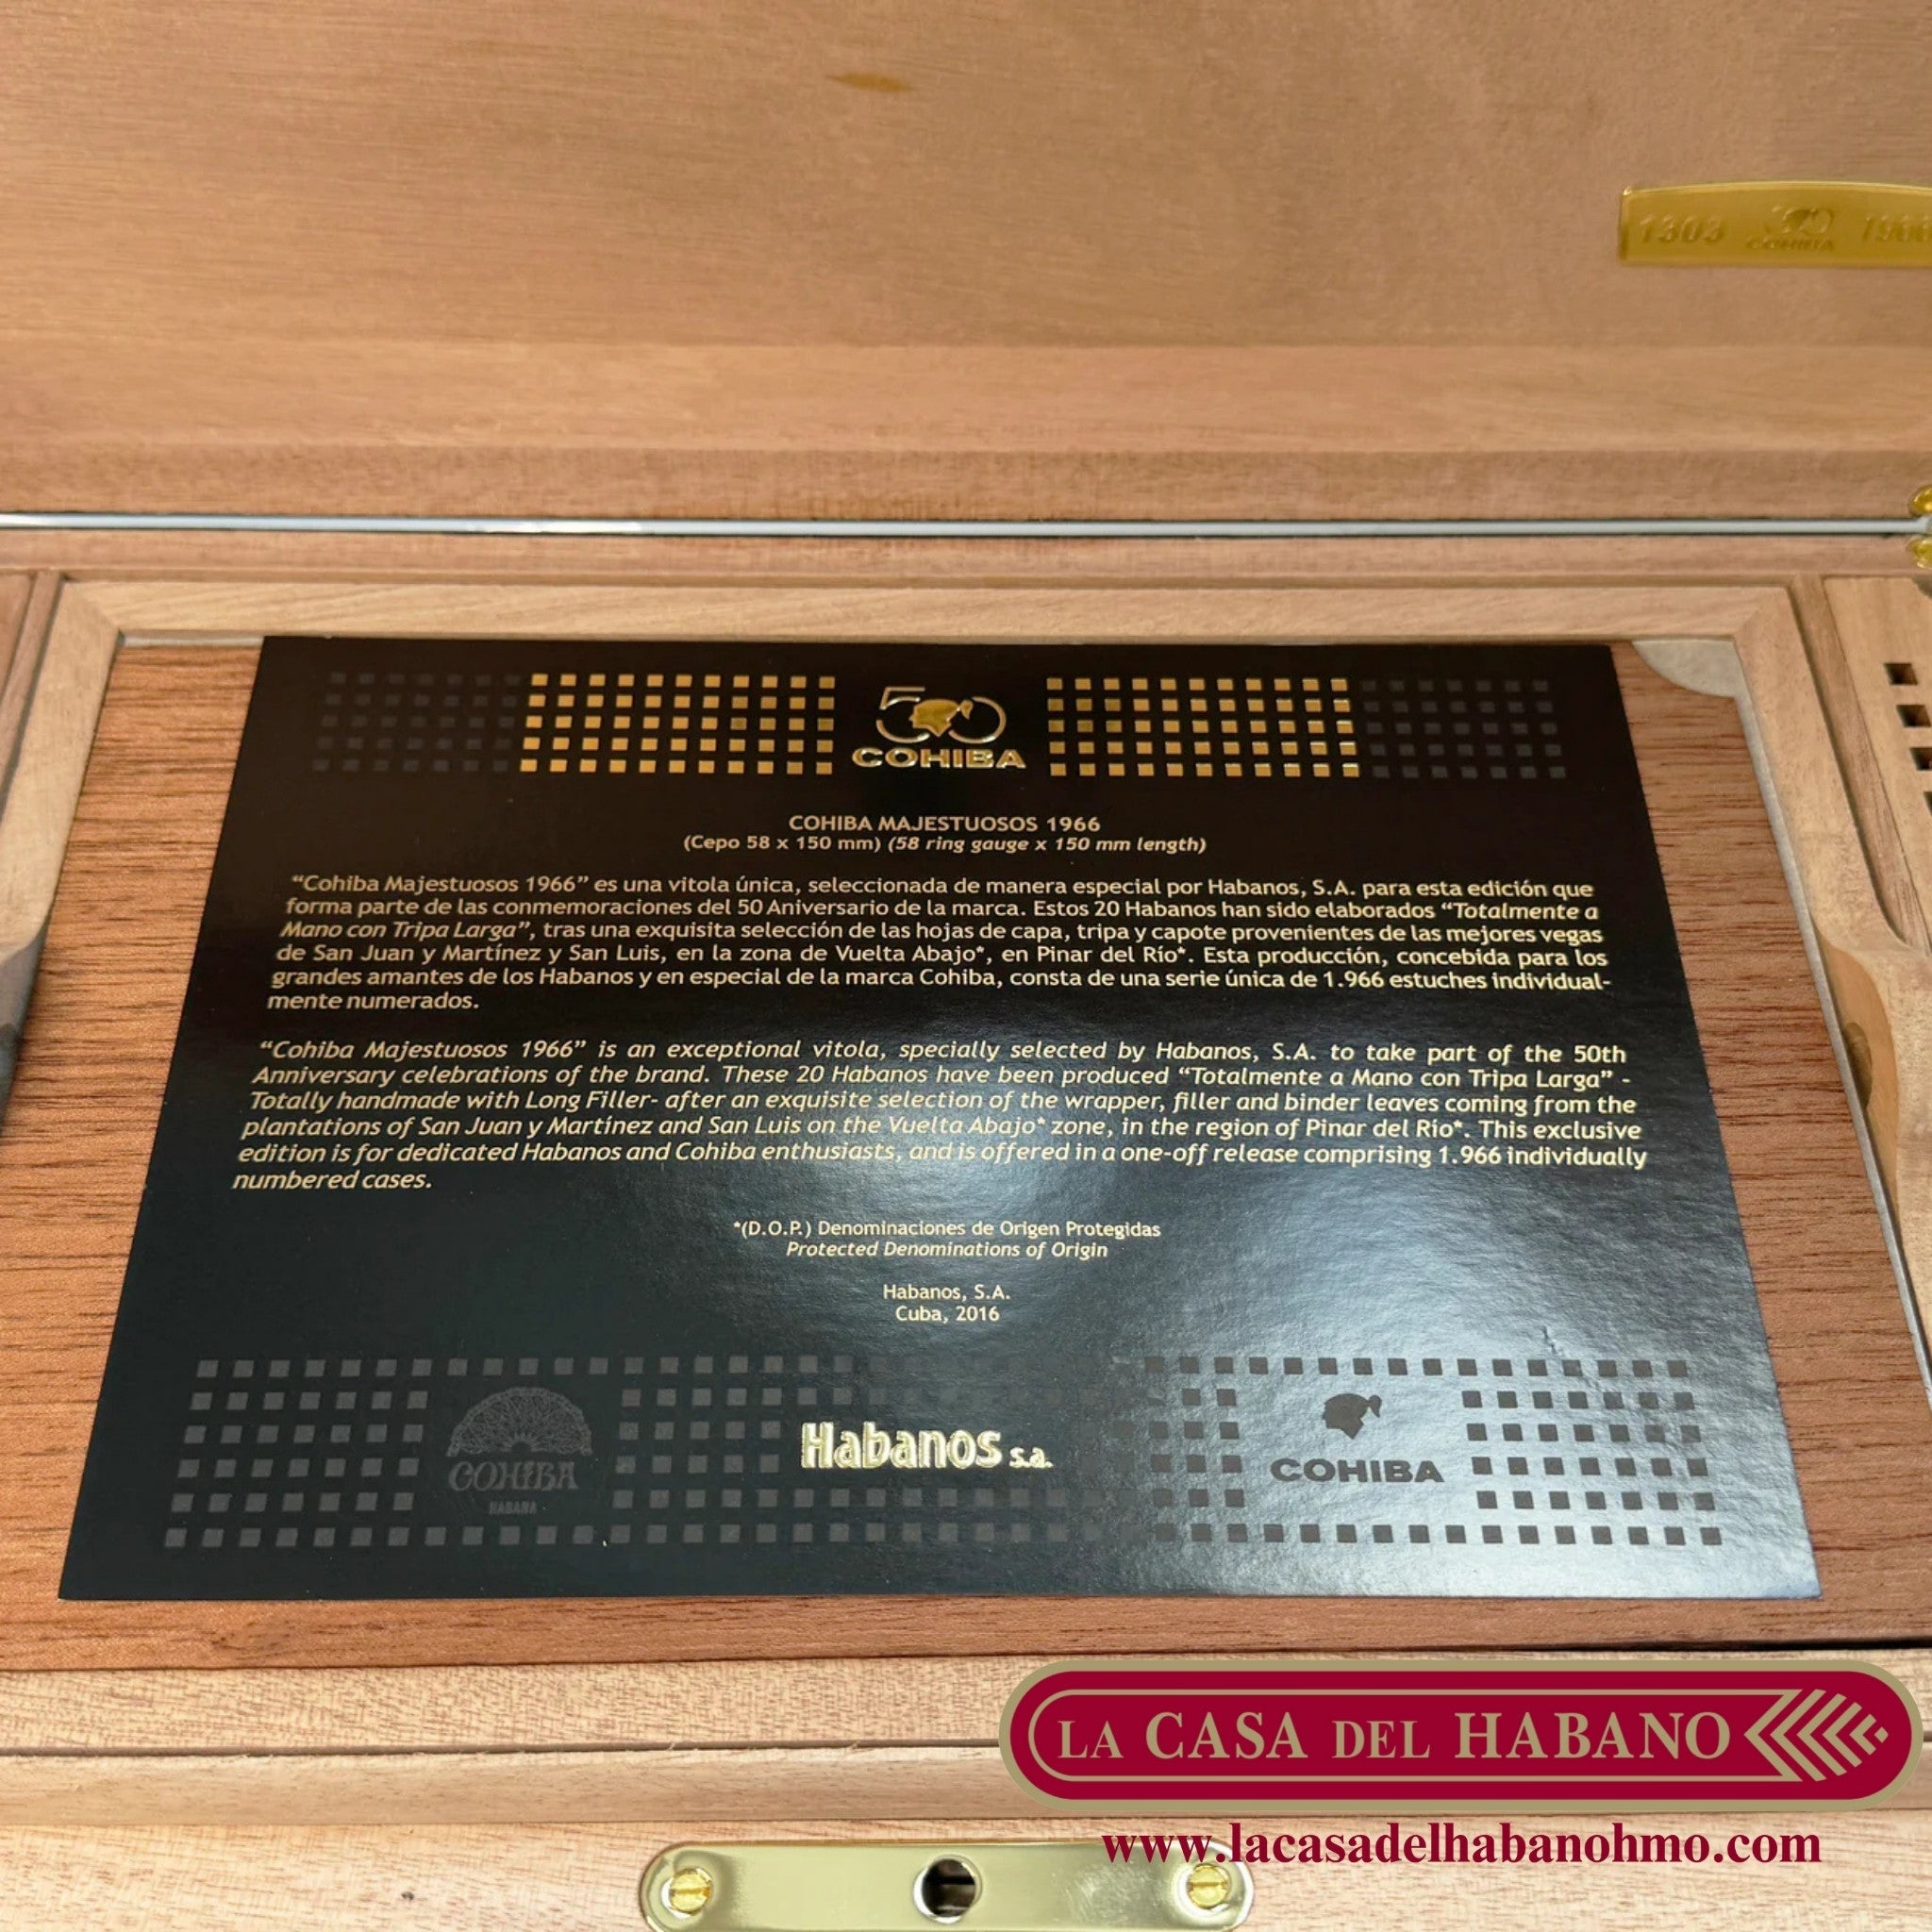 1303 COHIBA
50
COHIBA
COHIBA MAJESTUOSOS 1966
(Cepo 58 x 150 mm) (58 ring gauge x 150 mm length)
“Cohiba Majestuosos 1966” es una vitola única, seleccionada de manera especial por Habanos, S.A. para esta edición que
forma parte de las conmemoraciones del 50 Aniversario de la marca. Estos 20 Habanos han sido elaborados “Totalmente a
Mano con Tripa Larga”, tras una exquisita selección de las hojas de capa, tripa y capote provenientes de las mejores vegas
de San Juan y Martínez y San Luis, en la zona de Vuelta Abajo*, en Pinar del Río*. Esta producción, concebida para los
grandes amantes de los Habanos y en especial de la marca Cohiba, consta de una serie única de 1.966 estuches individual-
mente numerados.
“Cohiba Majestuosos 1966” is an exceptional vitola, specially selected by Habanos, S.A. to take part of the 50th
Anniversary celebrations of the brand. These 20 Habanos have been produced “Totalmente a Mano con Tripa Larga” -
Totally handmade with Long Filler- after an exquisite selection of the wrapper, filler and binder leaves coming from the
plantations of San Juan y Martínez and San Luis on the Vuelta Abajo* zone, in the region of Pinar del Río*. This exclusive
edition is for dedicated Habanos and Cohiba enthusiasts, and is offered in a one-off release comprising 1.966 individually
numbered cases.
*(D.O.P.) Denominaciones de Origen Protegidas
Protected Denominations of Origin
Habanos, S.A.
Cuba, 2016
COHIBA
HABANA
Habanos s.a.
COHIBA
LA CASA DEL HABANO
www.lacasadelhabanohmo.com